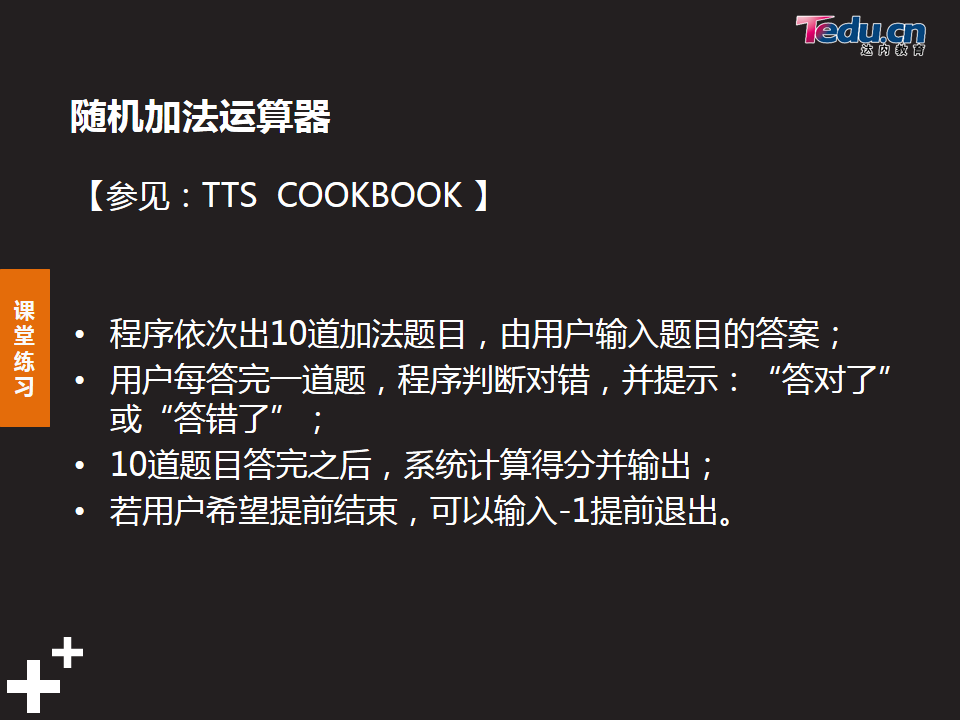 Tedu.cn
达内教育
随机加法运算器
【参见：TTS COOKBOOK 】
课堂练习
• 程序依次出10道加法题目，由用户输入题目的答案；
• 用户每答完一道题，程序判断对错，并提示：“答对了”
或“答错了”；
• 10道题目答完之后，系统计算得分并输出；
• 若用户希望提前结束，可以输入-1提前退出。